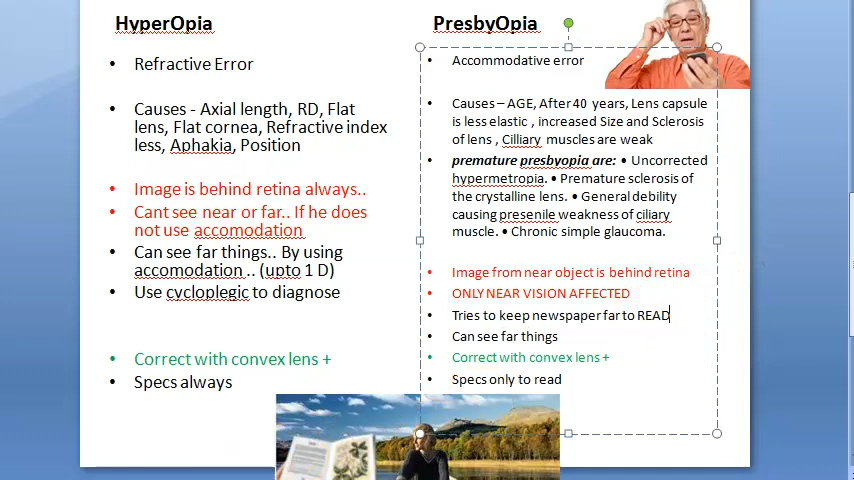 HyperOpia
• Refractive Error
• Causes - Axial length, RD, Flat
lens, Flat cornea, Refractive index
less, Aphakia, Position
• Image is behind retina always..
• Cant see near or far.. If he does
not use accomodation
• Can see far things.. By using
accomodation .. (upto 1 D)
• Use cycloplegic to diagnose
• Correct with convex lens +
• Specs always
PresbyOpia
• Accommodative error
• Causes – AGE, After 40 years, Lens capsule
is less elastic , increased Size and Sclerosis
of lens , Cilliary muscles are weak
• premature presbyopia are: • Uncorrected
hypermetropia. • Premature sclerosis of
the crystalline lens. • General debility
causing presenile weakness of ciliary
muscle. • Chronic simple glaucoma.
• Image from near object is behind retina
• ONLY NEAR VISION AFFECTED
• Tries to keep newspaper far to READ
• Can see far things
• Correct with convex lens +
• Specs only to read